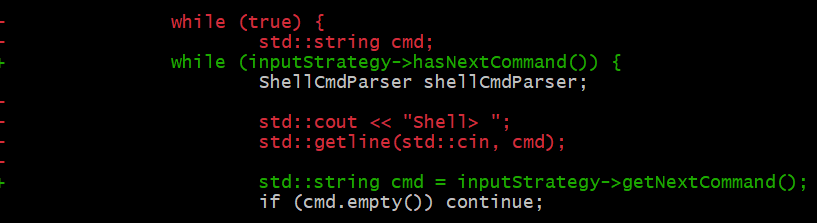 -               while (true) {
-                       std::string cmd;
+               while (inputStrategy->hasNextCommand()) {
                        ShellCmdParser shellCmdParser;
-
-                       std::cout << "Shell> ";
-                       std::getline(std::cin, cmd);
-
+                       std::string cmd = inputStrategy->getNextCommand();
                        if (cmd.empty()) continue;